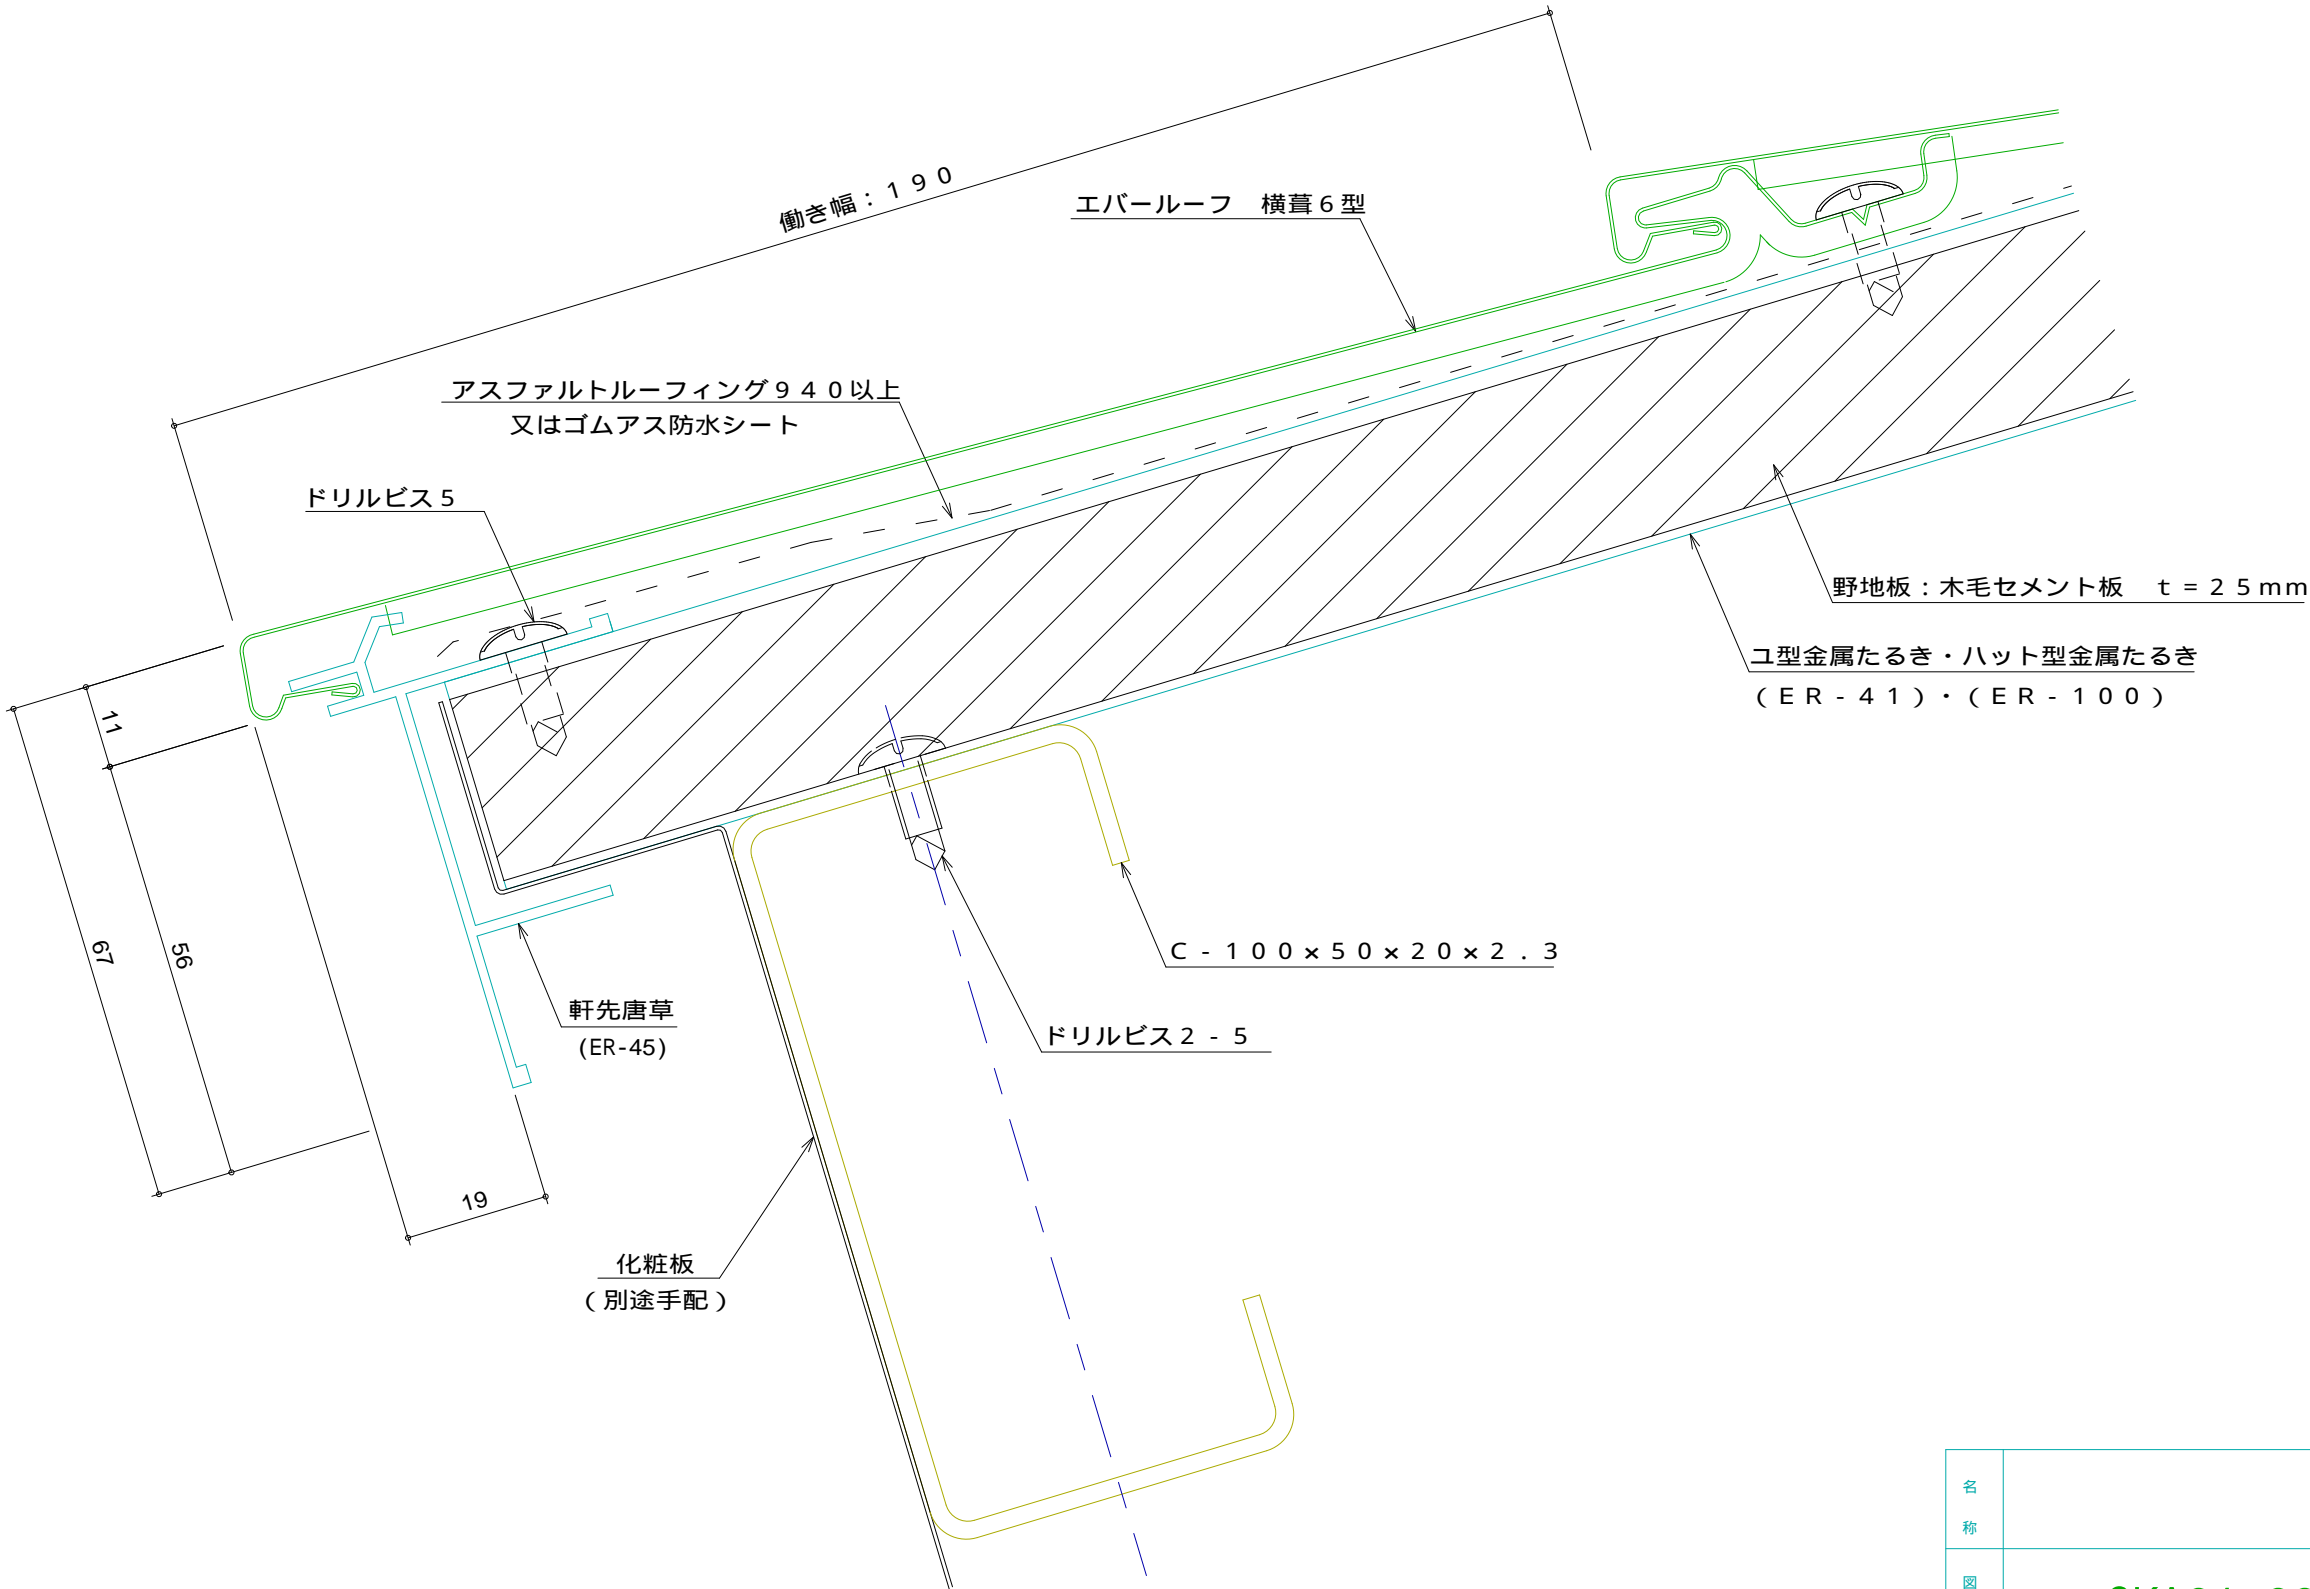 働き幅：１９０
エバールーフ　横葺６型
アスファルトルーフィング９４０以上
又はゴムアス防水シート
ドリルビス５
野地板：木毛セメント板　ｔ＝２５mm
ユ型金属たるき・ハット型金属たるき
（ＥＲ-４１）・（ＥＲ-１００）
11
67
56
Ｃ-１００×５０×２０×２．３
軒先唐草
(ER-45)
ドリルビス２-５
19
化粧板
（別途手配）
名
称
図